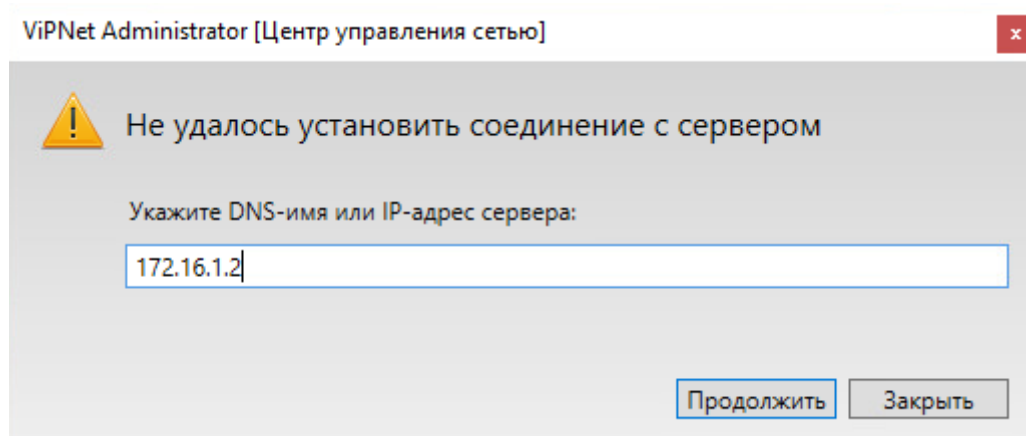 ViPNet Administrator [Центр управления сетью]
x
Не удалось установить соединение с сервером
Укажите DNS-имя или IP-адрес сервера:
172.16.1.2
Продолжить
Закрыть